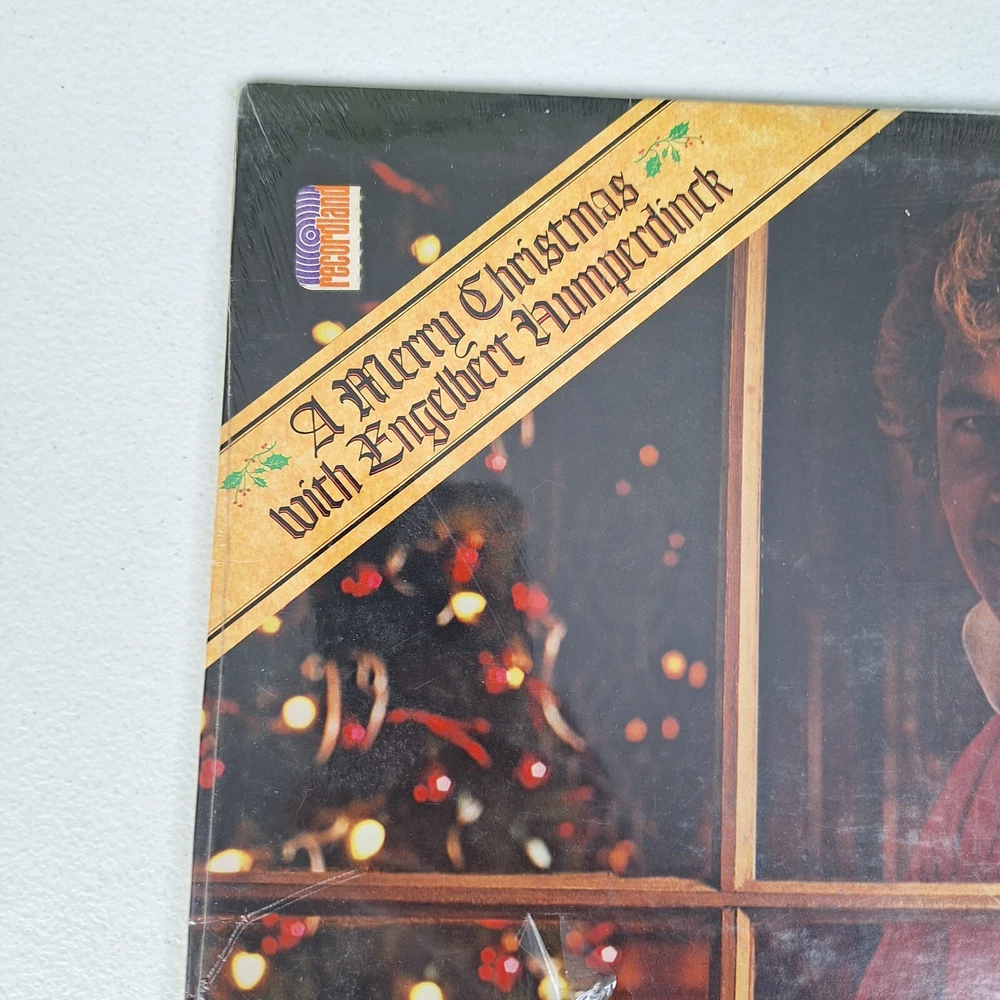 recordland
A Merry Christmas
with Engelbert Humperdinck